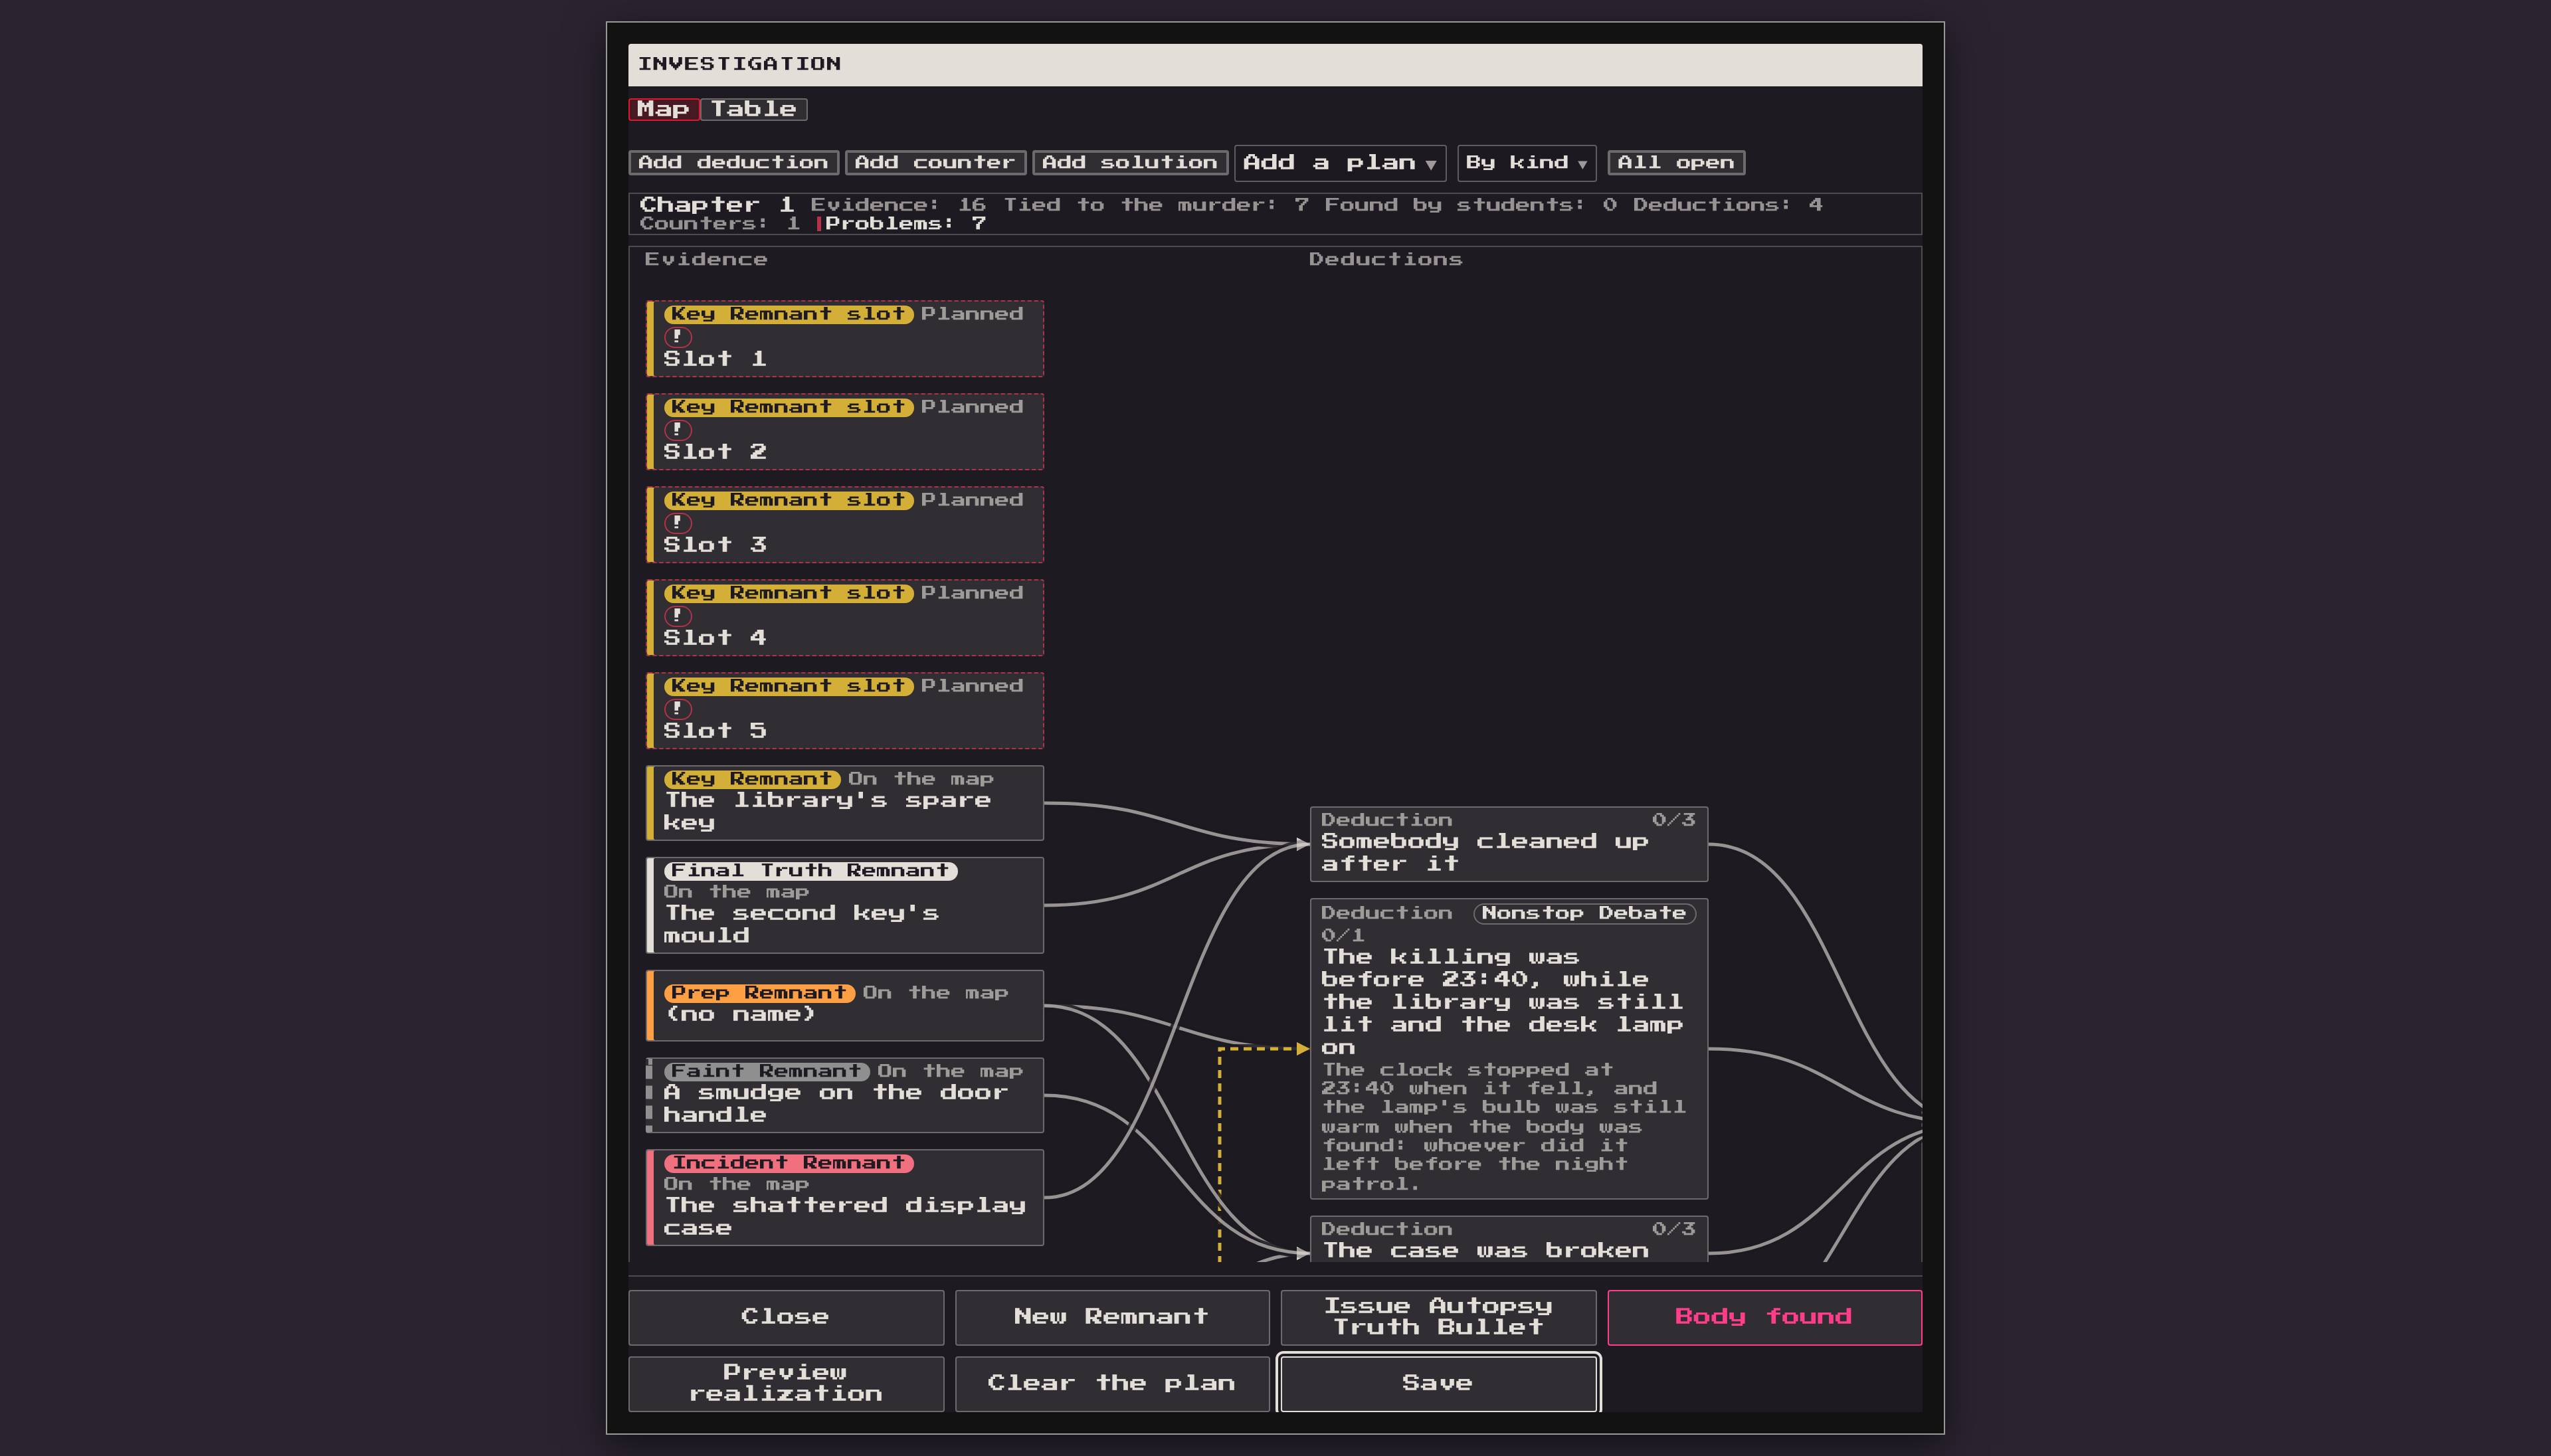 INVESTIGATION
Map Table
Add deduction Add counter Add solution Add a plan ▼ By kind ▼ All open
Chapter 1 Evidence: 16 Tied to the murder: 7 Found by students: 0 Deductions: 4
Counters: 1 Problems: 7
Evidence
Deductions
Key Remnant slot Planned
!
Slot 1
Key Remnant slot Planned
!
Slot 2
Key Remnant slot Planned
!
Slot 3
Key Remnant slot Planned
!
Slot 4
Key Remnant slot Planned
!
Slot 5
Key Remnant On the map
The library's spare
key
Final Truth Remnant
On the map
The second key's
mould
Prep Remnant On the map
(no name)
Faint Remnant On the map
A smudge on the door
handle
Incident Remnant
On the map
The shattered display
case
Deduction 0/3
Somebody cleaned up
after it
Deduction Nonstop Debate
0/1
The killing was
before 23:40, while
the library was still
lit and the desk lamp
on
The clock stopped at
23:40 when it fell, and
the lamp's bulb was still
warm when the body was
found: whoever did it
left before the night
patrol.
Deduction 0/3
The case was broken
Close
New Remnant
Issue Autopsy
Truth Bullet
Body found
Preview
realization
Clear the plan
Save